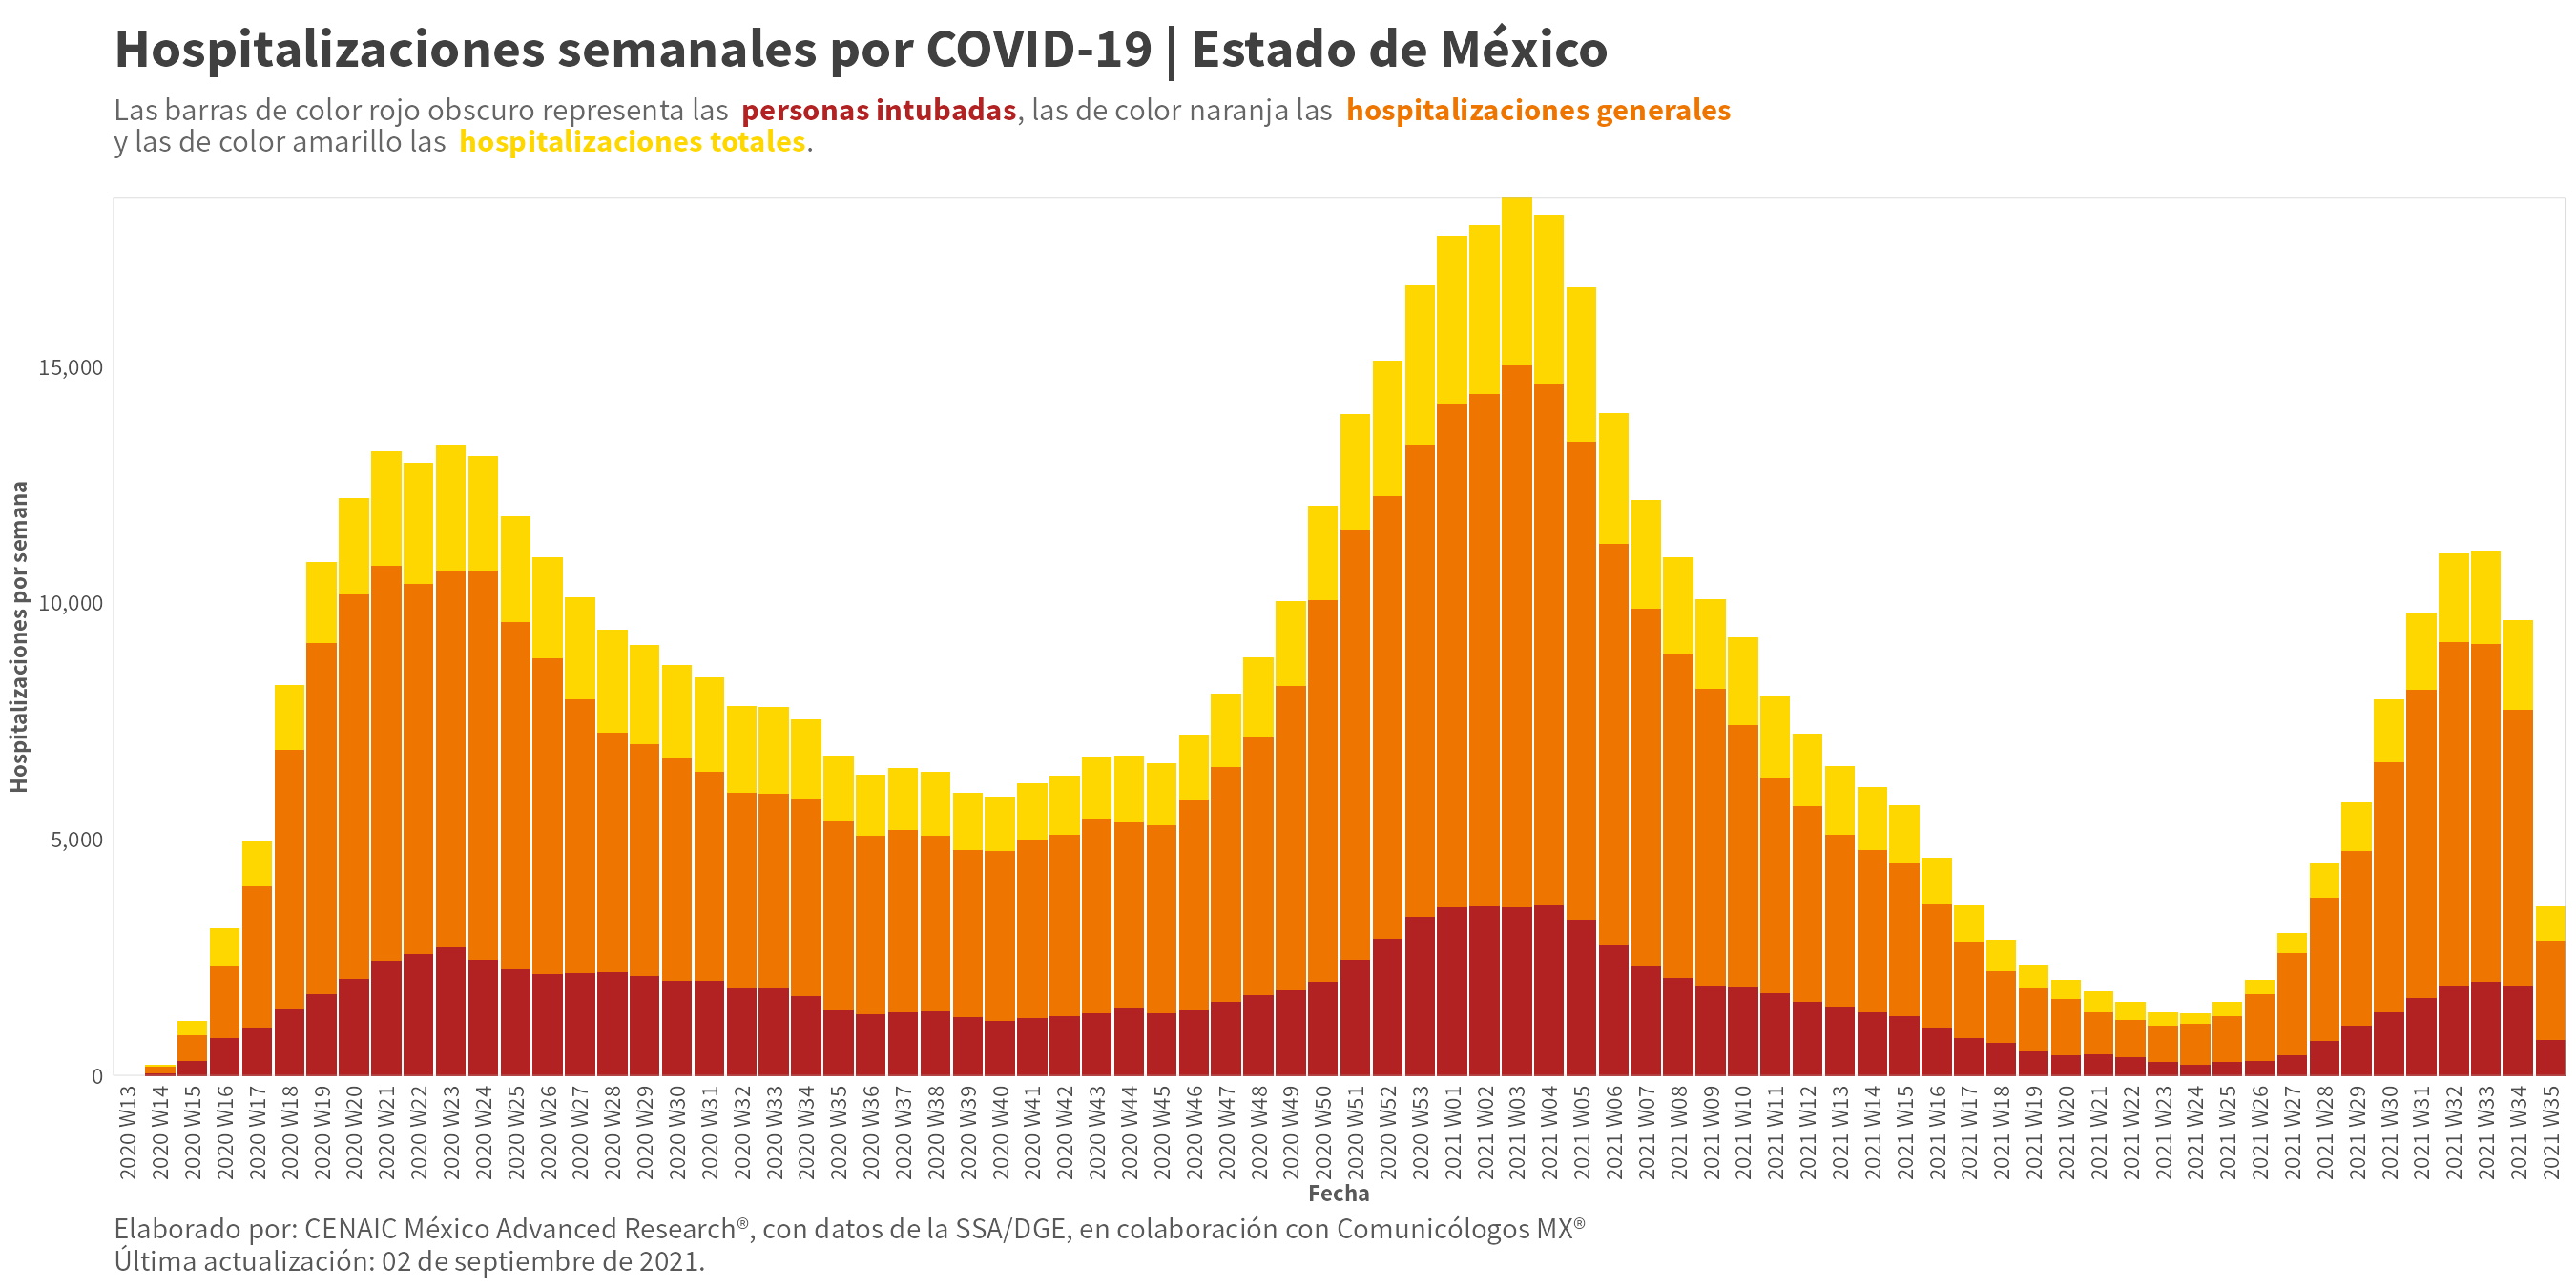 Hospitalizaciones semanales por COVID-19 | Estado de México
Las barras de color rojo obscuro representa las personas intubadas, las de color naranja las hospitalizaciones generales
y las de color amarillo las hospitalizaciones totales.
Hospitalizaciones por semana
15,000
10,000
5,000
0
2020 W13
2020 W14
2020 W15
2020 W16
2020 W17
2020 W18
2020 W19
2020 W20
2020 W21
2020 W22
2020 W23
2020 W24
2020 W25
2020 W26
2020 W27
2020 W28
2020 W29
2020 W30
2020 W31
2020 W32
2020 W33
2020 W34
2020 W35
2020 W36
2020 W37
2020 W38
2020 W39
2020 W40
2020 W41
2020 W42
2020 W43
2020 W44
2020 W45
2020 W46
2020 W47
2020 W48
2020 W49
2020 W50
2020 W51
2020 W52
2020 W53
2021 W01
2021 W02
2021 W03
2021 W04
2021 W05
2021 W06
2021 W07
2021 W08
2021 W09
2021 W10
2021 W11
2021 W12
2021 W13
2021 W14
2021 W15
2021 W16
2021 W17
2021 W18
2021 W19
2021 W20
2021 W21
2021 W22
2021 W23
2021 W24
2021 W25
2021 W26
2021 W27
2021 W28
2021 W29
2021 W30
2021 W31
2021 W32
2021 W33
2021 W34
2021 W35
Fecha
Elaborado por: CENAIC México Advanced Research®, con datos de la SSA/DGE, en colaboración con Comunicólogos MX®
Última actualización: 02 de septiembre de 2021.